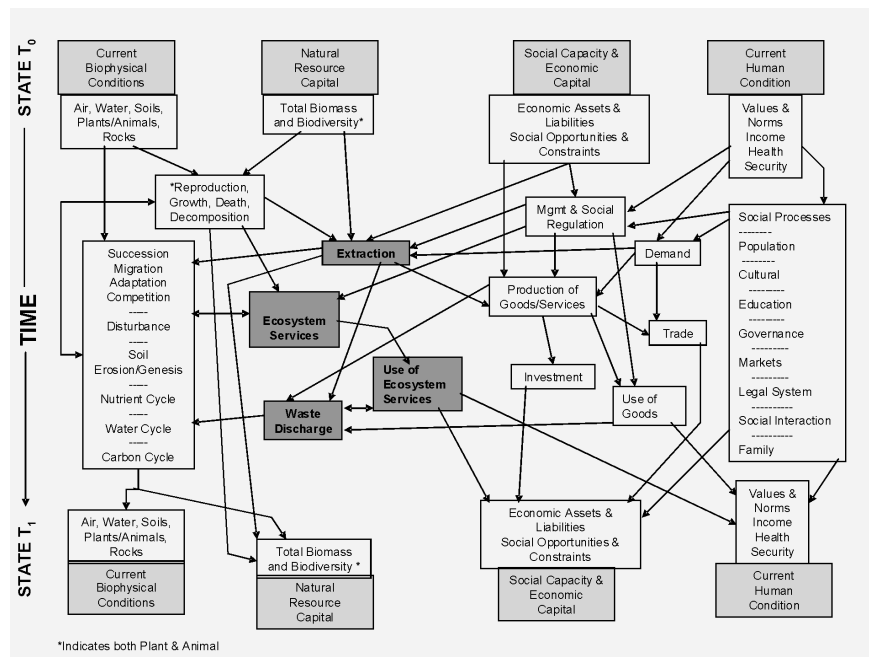 STATE T0
TIME
STATE T1
Current
Biophysical
Conditions
Natural
Resource
Capital
Social Capacity &
Economic
Capital
Current
Human
Condition
Air, Water, Soils,
Plants/Animals,
Rocks
Total Biomass
and Biodiversity*
Economic Assets &
Liabilities
Social Opportunities &
Constraints
Values &
Norms
Income
Health
Security
*Reproduction,
Growth, Death,
Decomposition
Mgmt & Social
Regulation
Extraction
Demand
Social Processes
--------
Population
--------
Cultural
---------
Education
---------
Governance
---------
Markets
---------
Legal System
----------
Social Interaction
----------
Family
Succession
Migration
Adaptation
Competition
-----
Disturbance
-----
Soil
Erosion/Genesis
-----
Nutrient Cycle
-----
Water Cycle
-----
Carbon Cycle
Production of
Goods/Services
Ecosystem
Services
Trade
Use of
Ecosystem
Services
Investment
Use of
Goods
Waste
Discharge
Air, Water, Soils,
Plants/Animals,
Rocks
Current
Biophysical
Conditions
Total Biomass
and Biodiversity *
Natural
Resource
Capital
Economic Assets &
Liabilities
Social Opportunities &
Constraints
Social Capacity &
Economic
Capital
Values &
Norms
Income
Health
Security
Current
Human
Condition
*Indicates both Plant & Animal